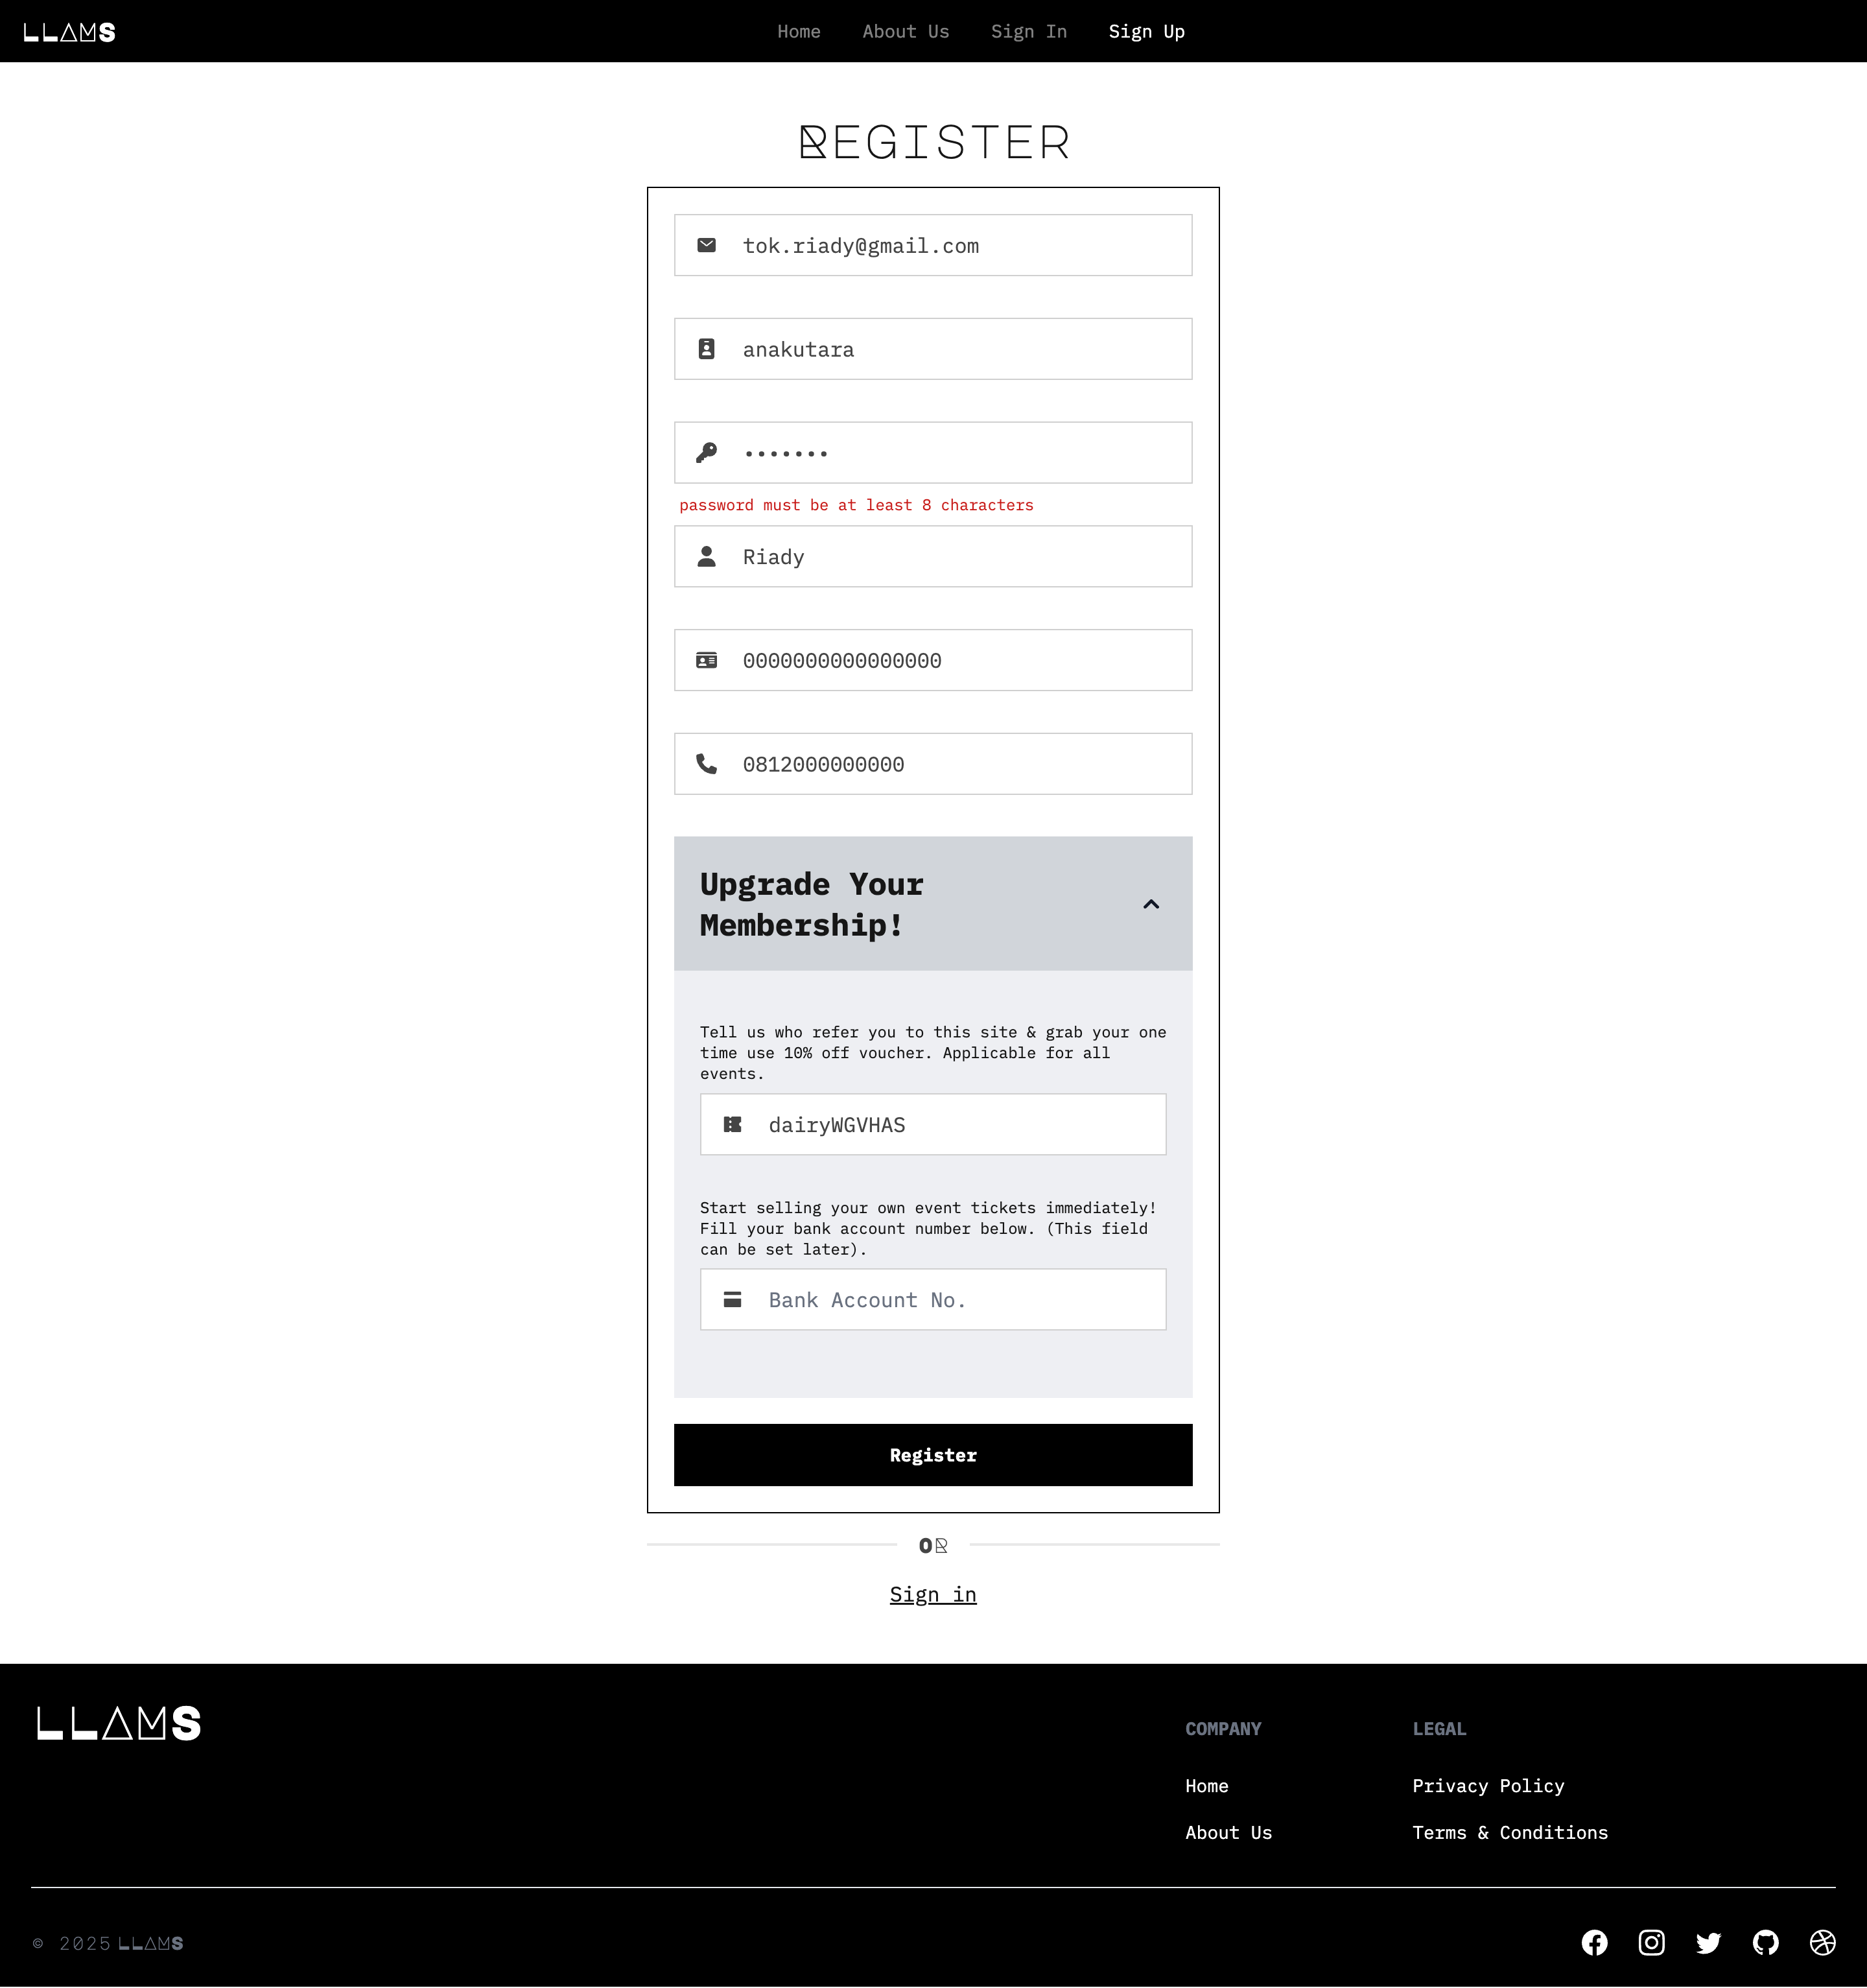 LLAMS
Home About Us Sign In Sign Up
REGISTER
tok.riady@gmail.com
anakutara
•••••••
password must be at least 8 characters
Riady
0000000000000000
0812000000000
Upgrade Your
Membership!
Tell us who refer you to this site & grab your one
time use 10% off voucher. Applicable for all
events.
dairyWGVHAS
Start selling your own event tickets immediately!
Fill your bank account number below. (This field
can be set later).
Bank Account No.
Register
OR
Sign in
LLAMS
COMPANY
Home
About Us
LEGAL
Privacy Policy
Terms & Conditions
© 2025 LLAMS